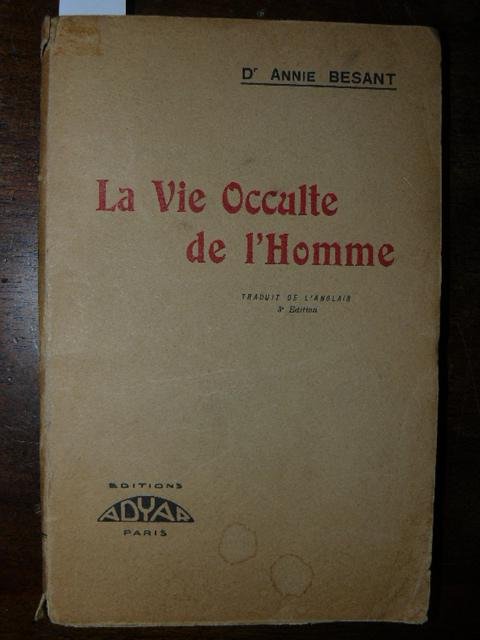 Dr ANNIE BESANT
La Vie Occulte
de l'Homme
TRADUIT DE L'ANGLAIS
3e Edition
EDITIONS
ADYAR
PARIS